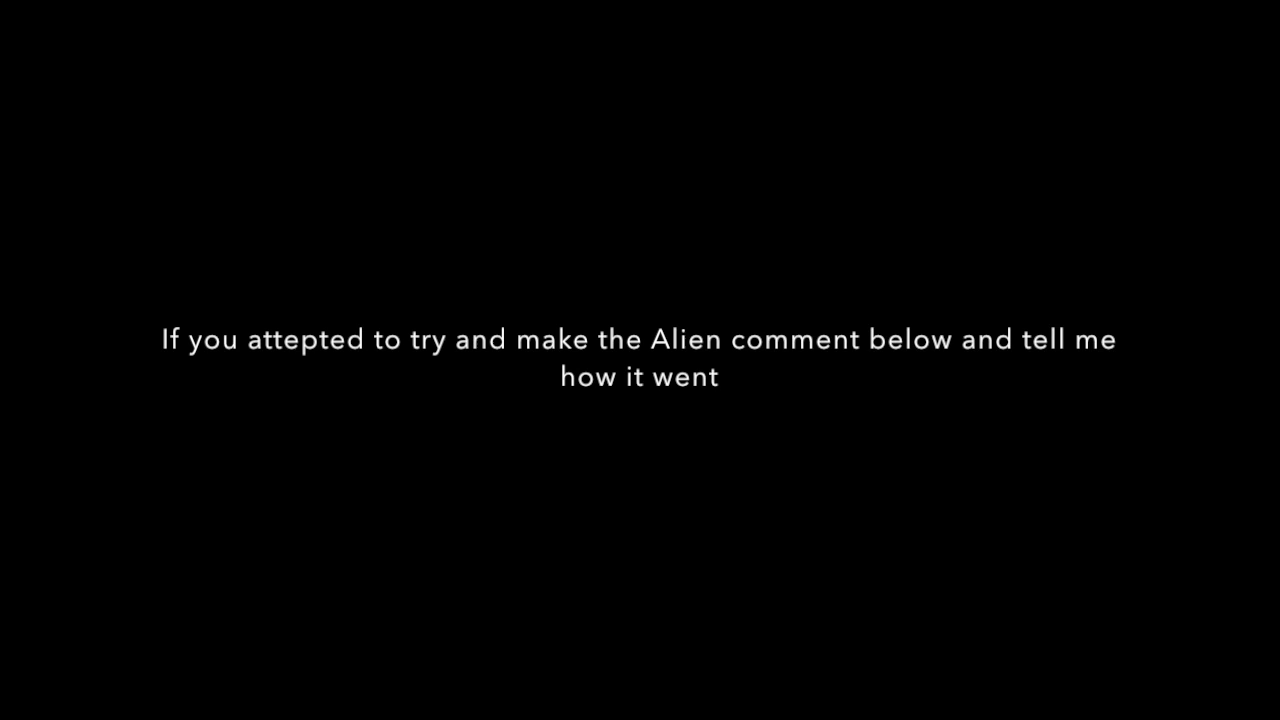 If you attepted to try and make the Alien comment below and tell me
how it went